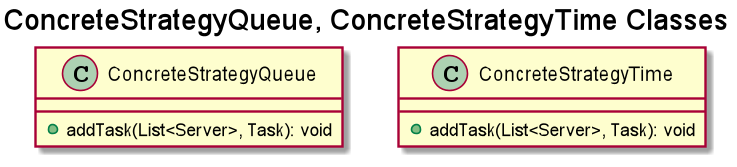 ConcreteStrategyQueue, ConcreteStrategyTime Classes
C ConcreteStrategyQueue
addTask(List<Server>, Task): void
C ConcreteStrategyTime
addTask(List<Server>, Task): void